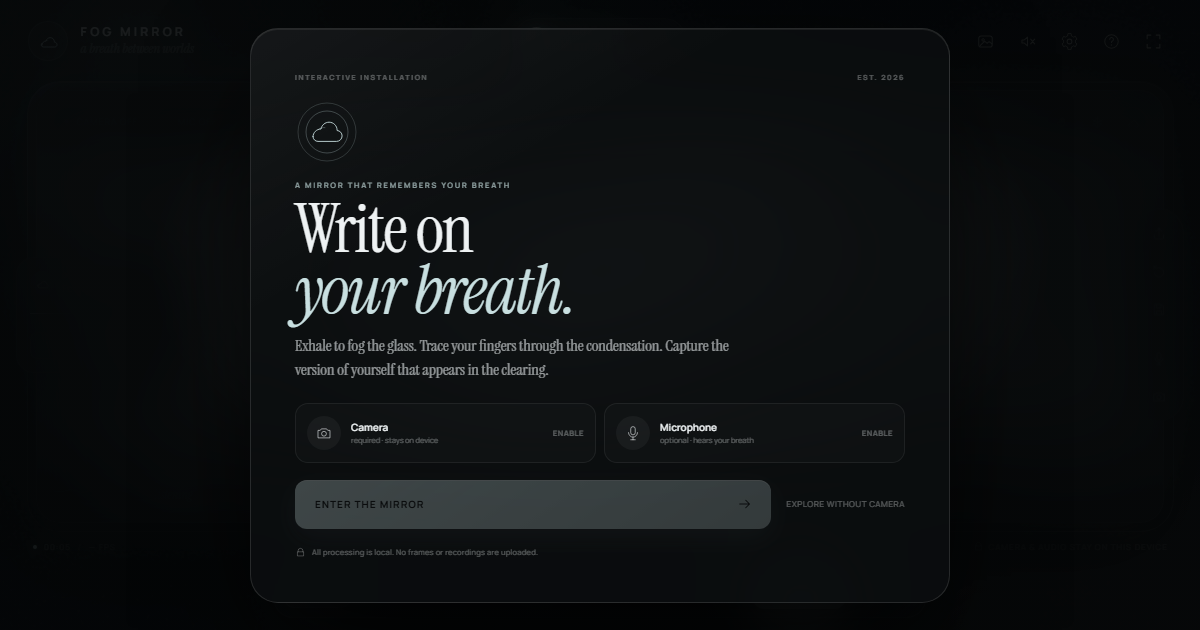 FOG MIRROR
INTERACTIVE INSTALLATION
EST. 2026
A MIRROR THAT REMEMBERS YOUR BREATH
Write on
your breath.
Exhale to fog the glass. Trace your fingers through the condensation. Capture the
version of yourself that appears in the clearing.
Camera
required · stays on device
ENABLE
Microphone
optional · hears your breath
ENABLE
ENTER THE MIRROR
EXPLORE WITHOUT CAMERA
All processing is local. No frames or recordings are uploaded.